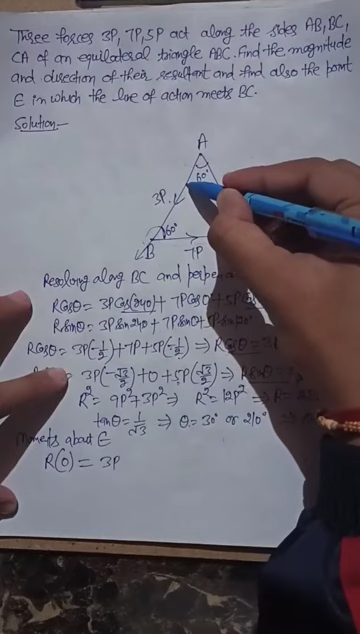 Three forces 3P, 7P, 5P act along the sides AB, BC,
CA of an equilateral triangle ABC. Find the magnitude
and direction of their resultant and find also the point
E in which the line of action meets BC.
Solution:-
A
60°
3P
60°
B
7P
Resolving along BC and
Rcosθ = 3Pcos(240) + 7Pcos0 + 5P
Rsinθ = 3Psin240 + 7Psin0 + 5Psin120°
Rcosθ = 3P(-1/2) + 7P + 5P(-1/2) ⇒ Rcosθ = 3P
= 3P(-√3/2) + 0 + 5P(√3/2) ⇒
R² = 9P² + 3P² ⇒ R² = 12P² ⇒ R =
tanθ = 1/√3 ⇒ θ = 30° or 210° ⇒
Moments about E
R(0) = 3P